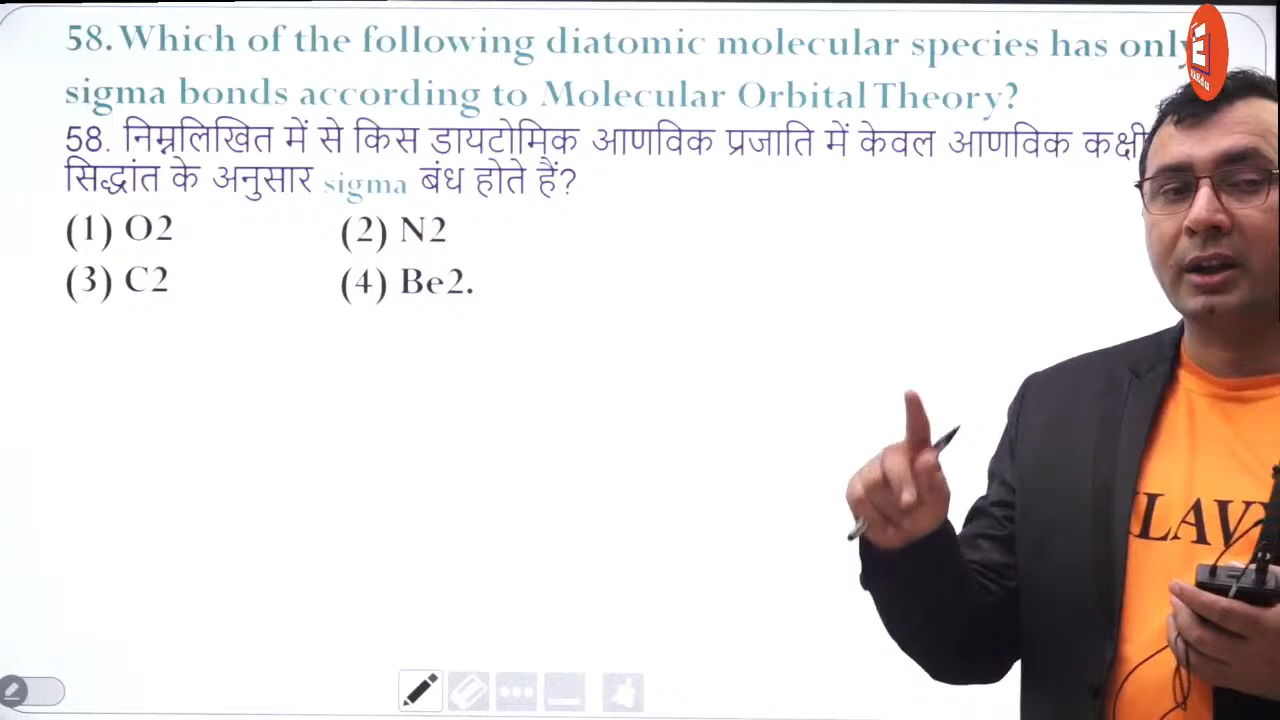 58. Which of the following diatomic molecular species has only
sigma bonds according to Molecular Orbital Theory?
58. निम्नलिखित में से किस डायटोमिक आणविक प्रजाति में केवल आणविक
सिद्धांत के अनुसार sigma बंध होते हैं?
(1) O2 (2) N2
(3) C2 (4) Be2.